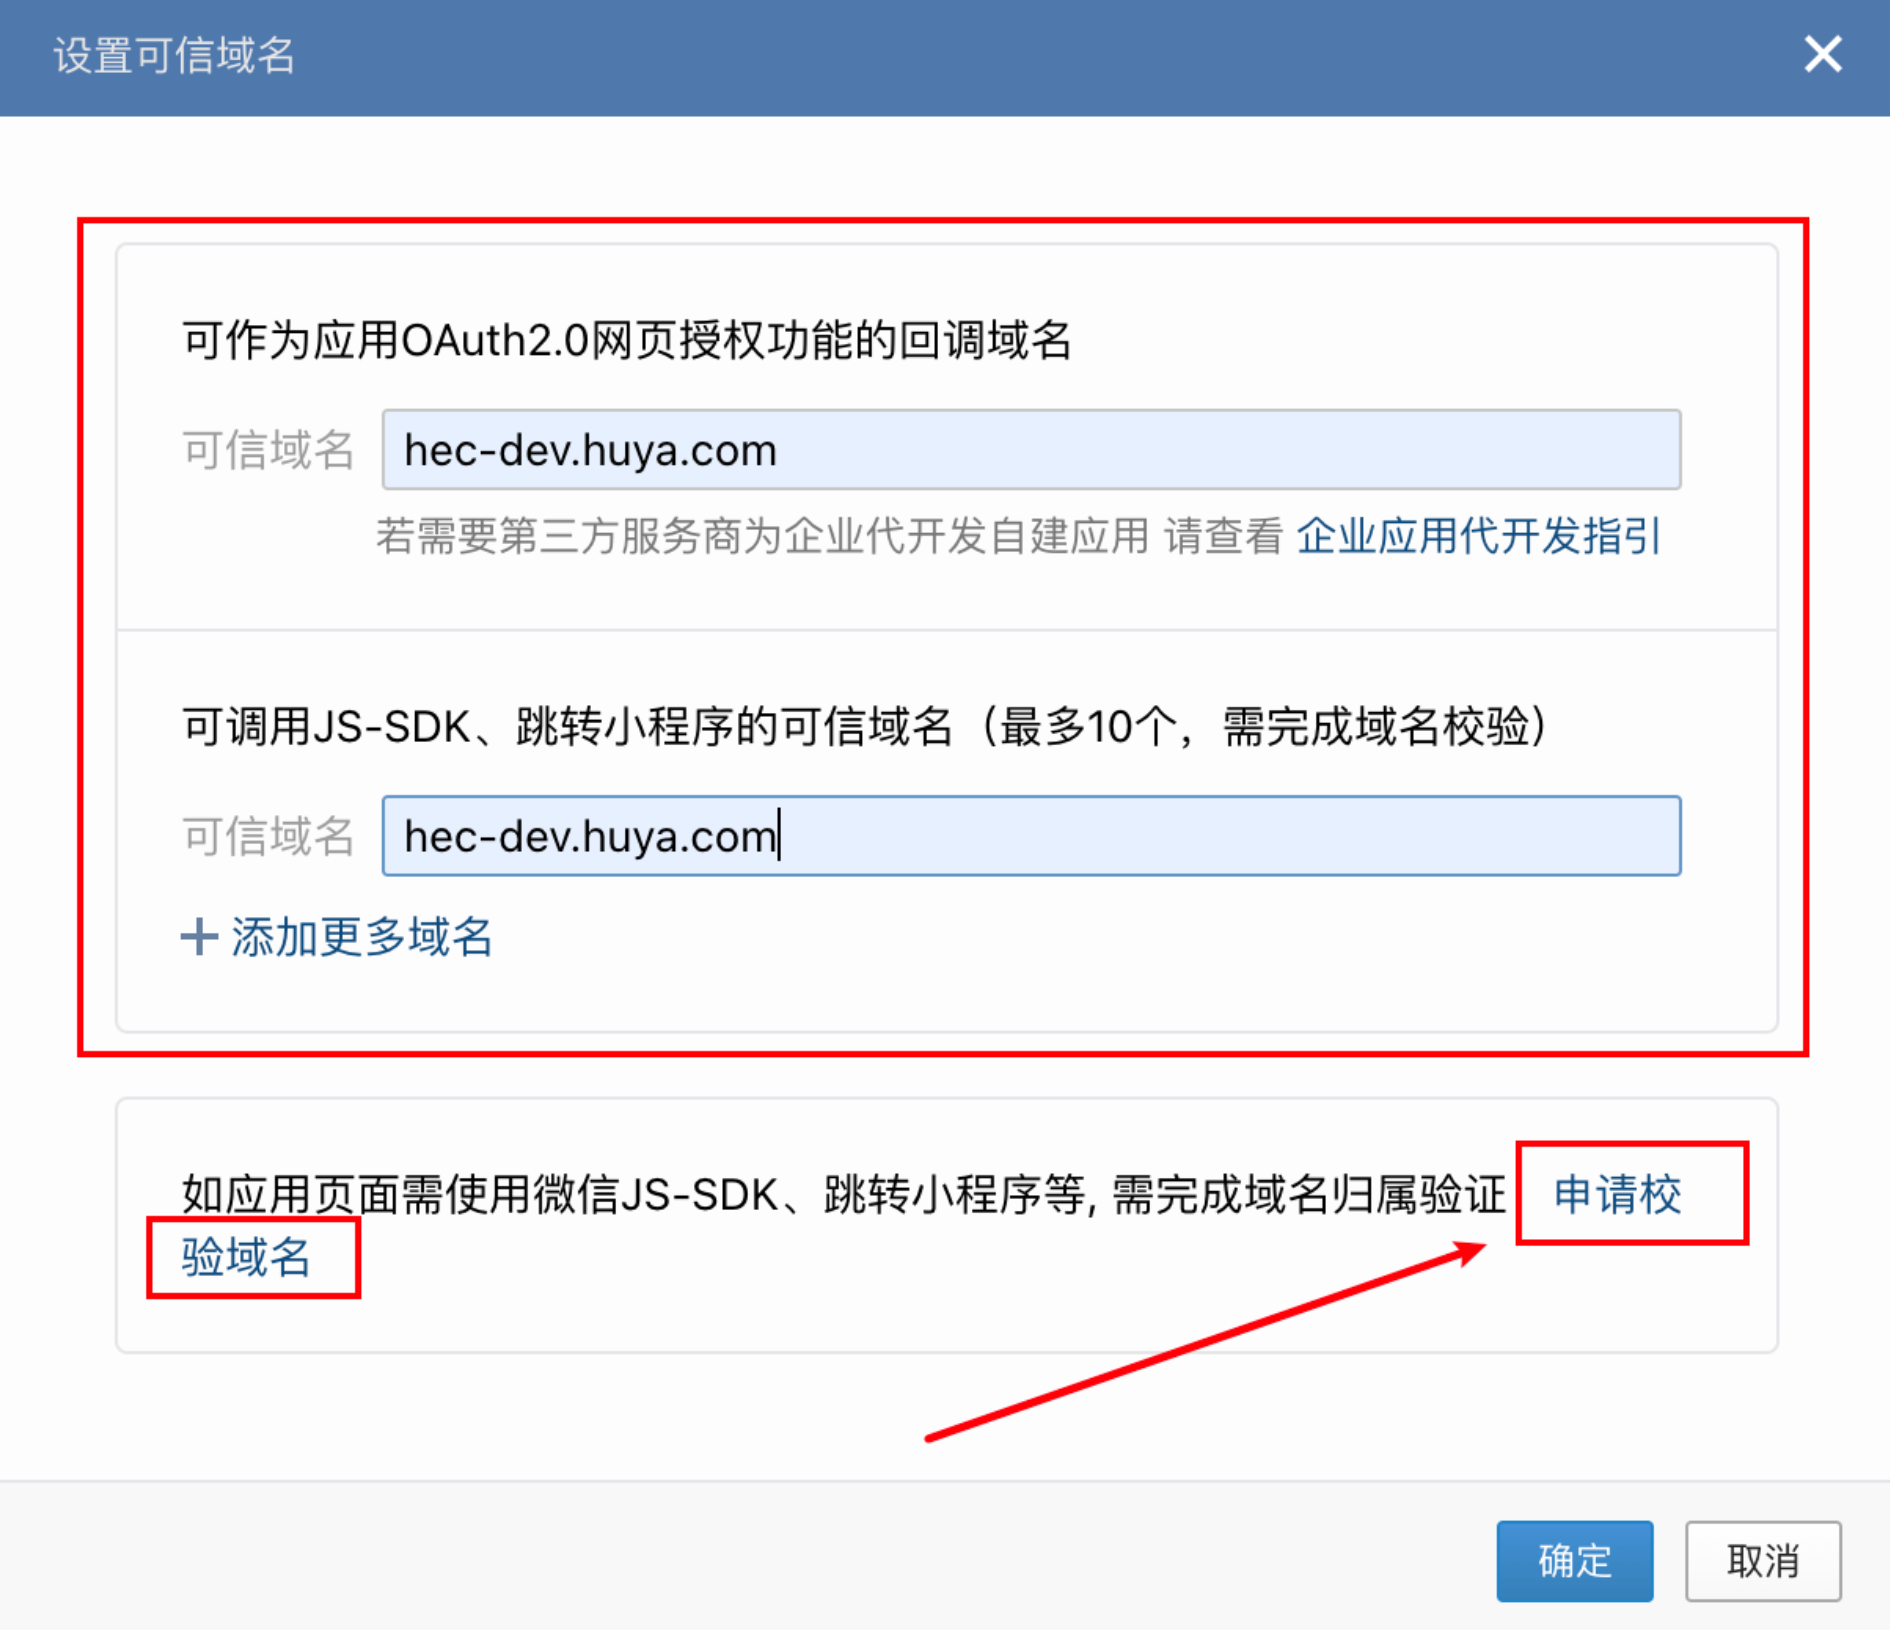 设置可信域名
可作为应用OAuth2.0网页授权功能的回调域名
可信域名 hec-dev.huya.com
若需要第三方服务商为企业代开发自建应用 请查看 企业应用代开发指引
可调用JS-SDK、跳转小程序的可信域名（最多10个，需完成域名校验）
可信域名 hec-dev.huya.com
添加更多域名
如应用页面需使用微信JS-SDK、跳转小程序等, 需完成域名归属验证 申请校
验域名
确定 取消